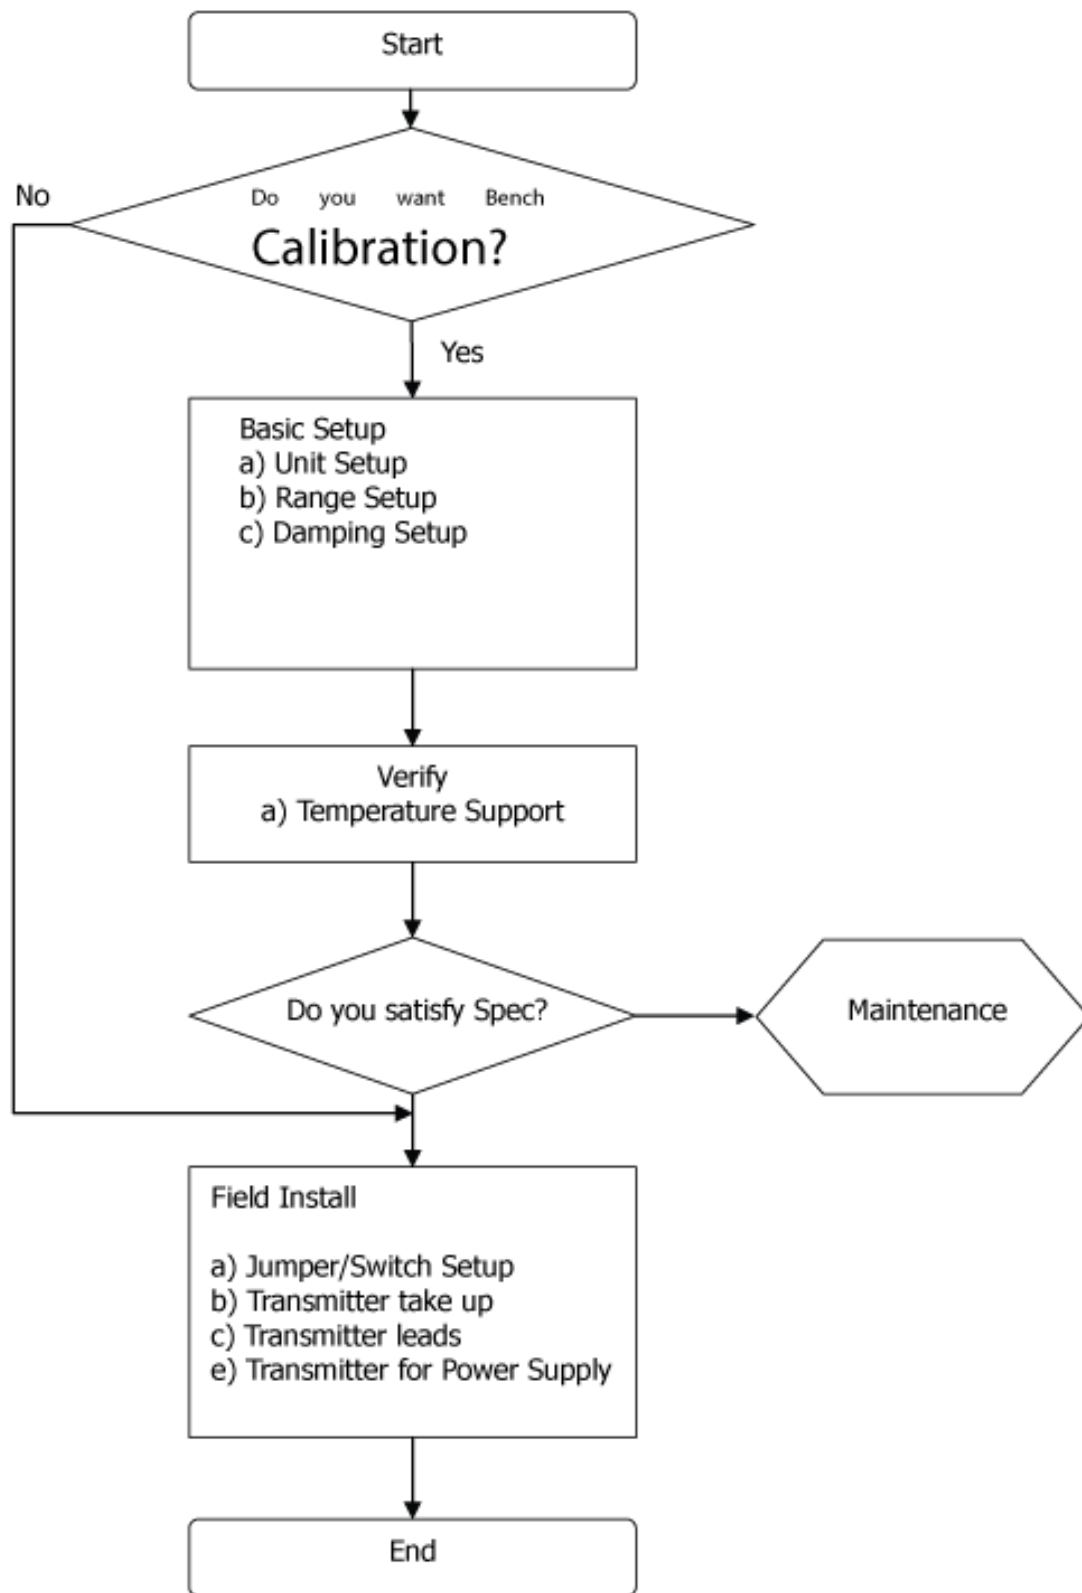 Start
No
Do you want Bench
Calibration?
Yes
Basic Setup
a) Unit Setup
b) Range Setup
c) Damping Setup
Verify
a) Temperature Support
Do you satisfy Spec?
Maintenance
Field Install
a) Jumper/Switch Setup
b) Transmitter take up
c) Transmitter leads
e) Transmitter for Power Supply
End